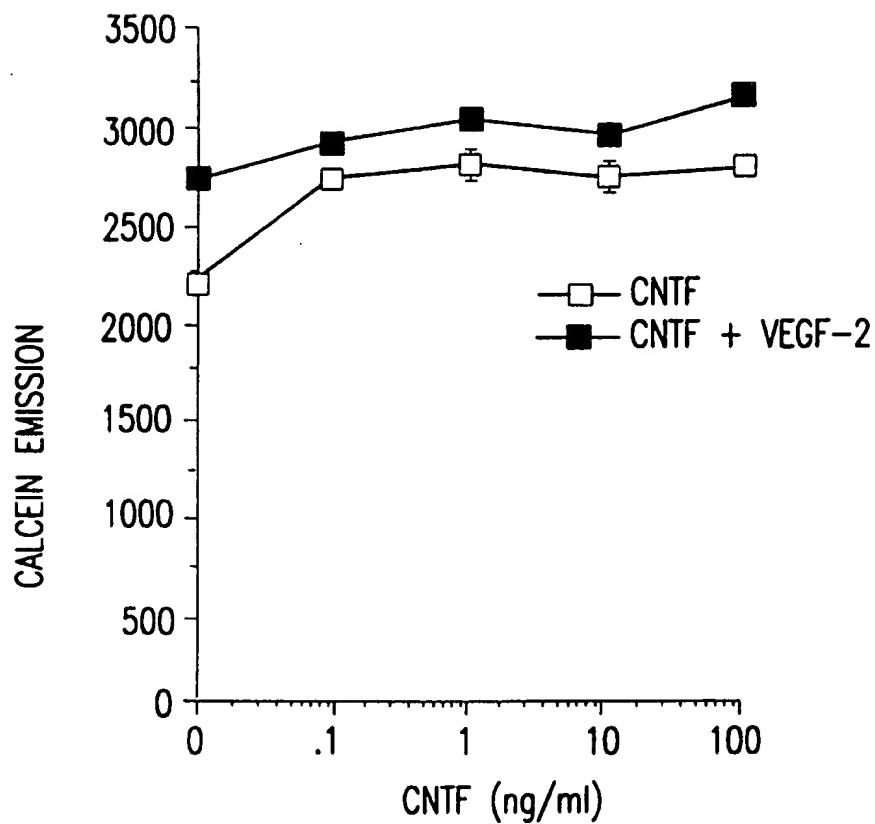 3500
3000
2500
2000
1500
1000
500
0
CALCEIN EMISSION
CNTF
CNTF + VEGF-2
0 .1 1 10 100
CNTF (ng/ml)